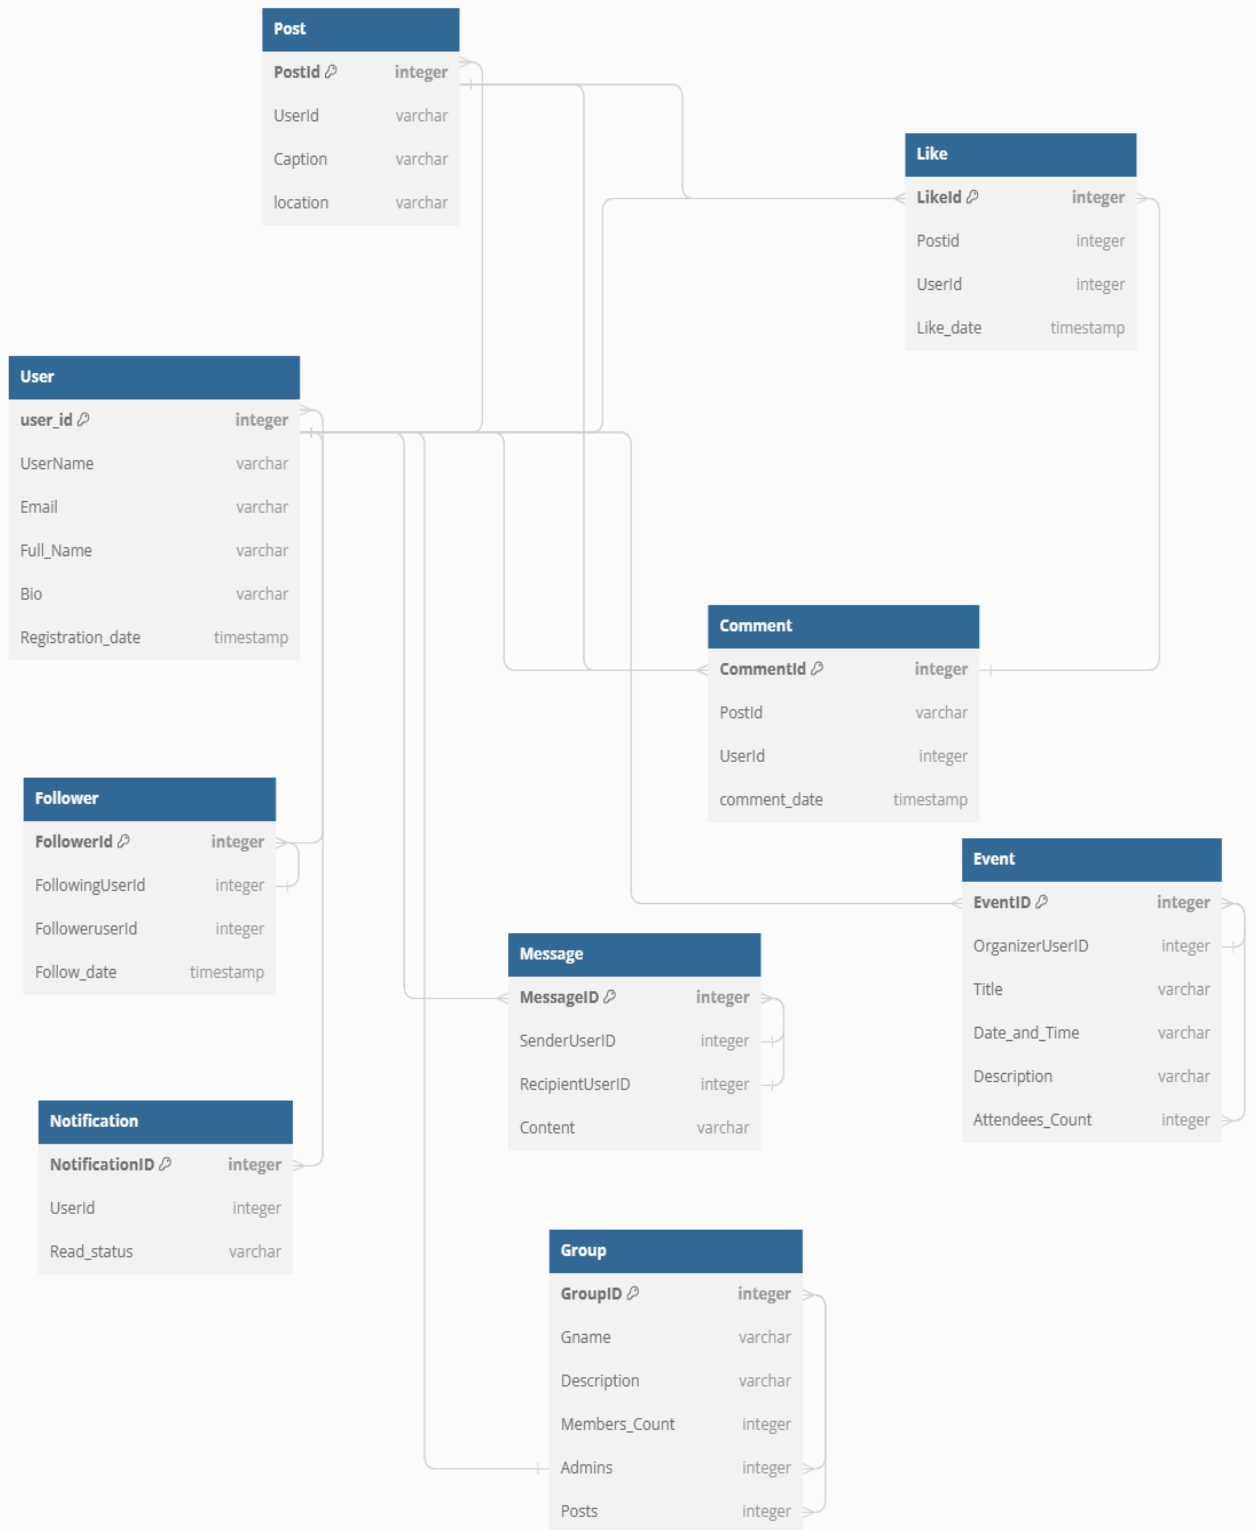 Post
PostId integer
UserId varchar
Caption varchar
location varchar
Like
LikeId integer
Postid integer
UserId integer
Like_date timestamp
User
user_id integer
UserName varchar
Email varchar
Full_Name varchar
Bio varchar
Registration_date timestamp
Comment
CommentId integer
PostId varchar
UserId integer
comment_date timestamp
Follower
FollowerId integer
FollowingUserId integer
FolloweruserId integer
Follow_date timestamp
Event
EventID integer
OrganizerUserID integer
Title varchar
Date_and_Time varchar
Description varchar
Attendees_Count integer
Message
MessageID integer
SenderUserID integer
RecipientUserID integer
Content varchar
Notification
NotificationID integer
UserId integer
Read_status varchar
Group
GroupID integer
Gname varchar
Description varchar
Members_Count integer
Admins integer
Posts integer